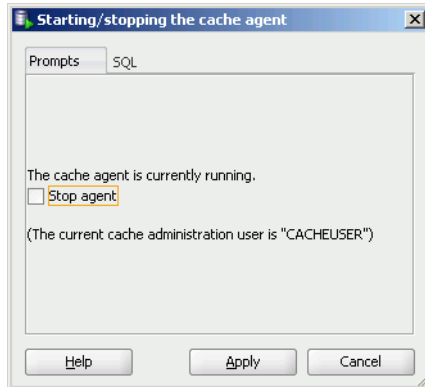 Starting/stopping the cache agent
Prompts SQL
The cache agent is currently running.
Stop agent
(The current cache administration user is "CACHEUSER")
Help Apply Cancel